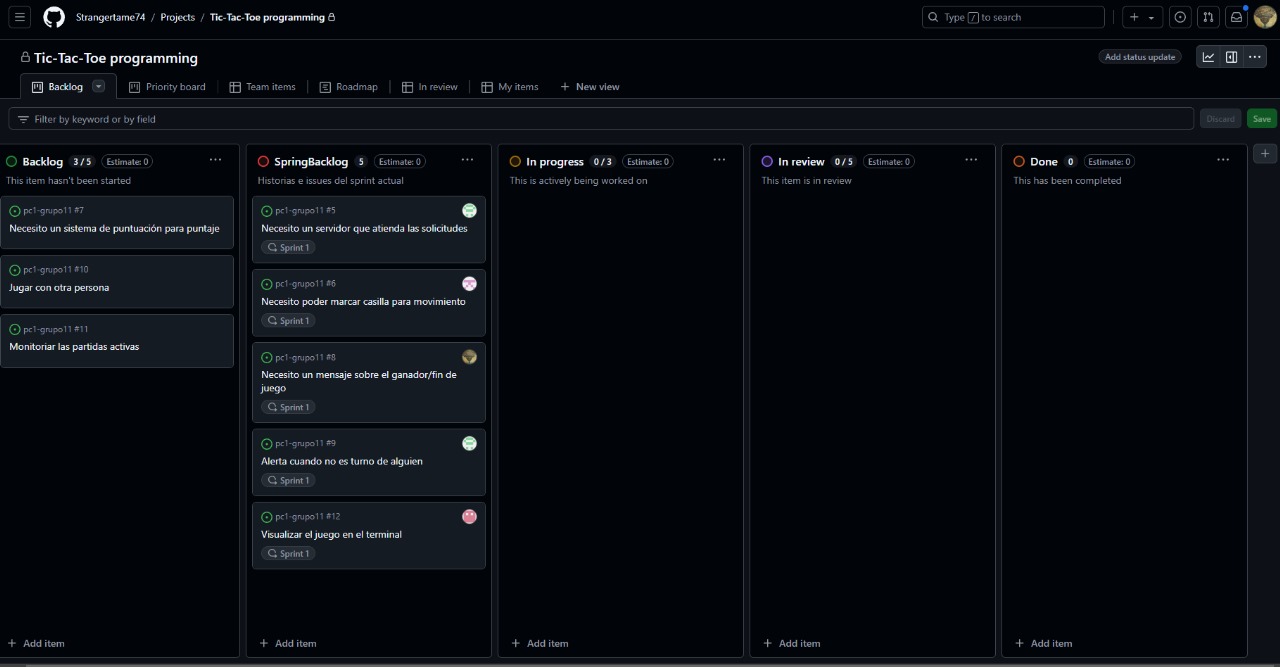 Strangertame74 / Projects / Tic-Tac-Toe programming
Type / to search
Tic-Tac-Toe programming
Add status update
Backlog
Priority board
Team items
Roadmap
In review
My items
New view
Filter by keyword or by field
Discard
Save
Backlog 3 / 5 Estimate: 0
This item hasn't been started
pc1-grupo11 #7
Necesito un sistema de puntuación para puntaje
pc1-grupo11 #10
Jugar con otra persona
pc1-grupo11 #11
Monitoriar las partidas activas
Add item
SpringBacklog 5 Estimate: 0
Historias e issues del sprint actual
pc1-grupo11 #5
Necesito un servidor que atienda las solicitudes
Sprint 1
pc1-grupo11 #6
Necesito poder marcar casilla para movimiento
Sprint 1
pc1-grupo11 #8
Necesito un mensaje sobre el ganador/fin de
juego
Sprint 1
pc1-grupo11 #9
Alerta cuando no es turno de alguien
Sprint 1
pc1-grupo11 #12
Visualizar el juego en el terminal
Sprint 1
Add item
In progress 0 / 3 Estimate: 0
This is actively being worked on
Add item
In review 0 / 5 Estimate: 0
This item is in review
Add item
Done 0 Estimate: 0
This has been completed
Add item